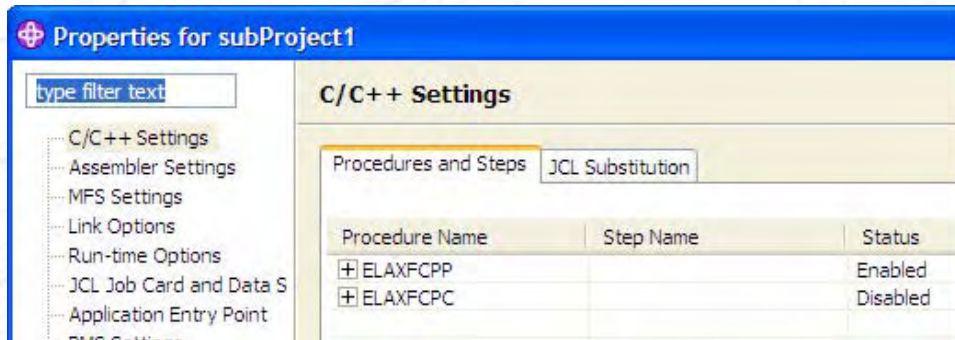 Properties for subProject1
type filter text
C/C++ Settings
Assembler Settings
MFS Settings
Link Options
Run-time Options
JCL Job Card and Data S
Application Entry Point
C/C++ Settings
Procedures and Steps
JCL Substitution
Procedure Name Step Name Status
ELAXFCPP Enabled
ELAXFCPC Disabled